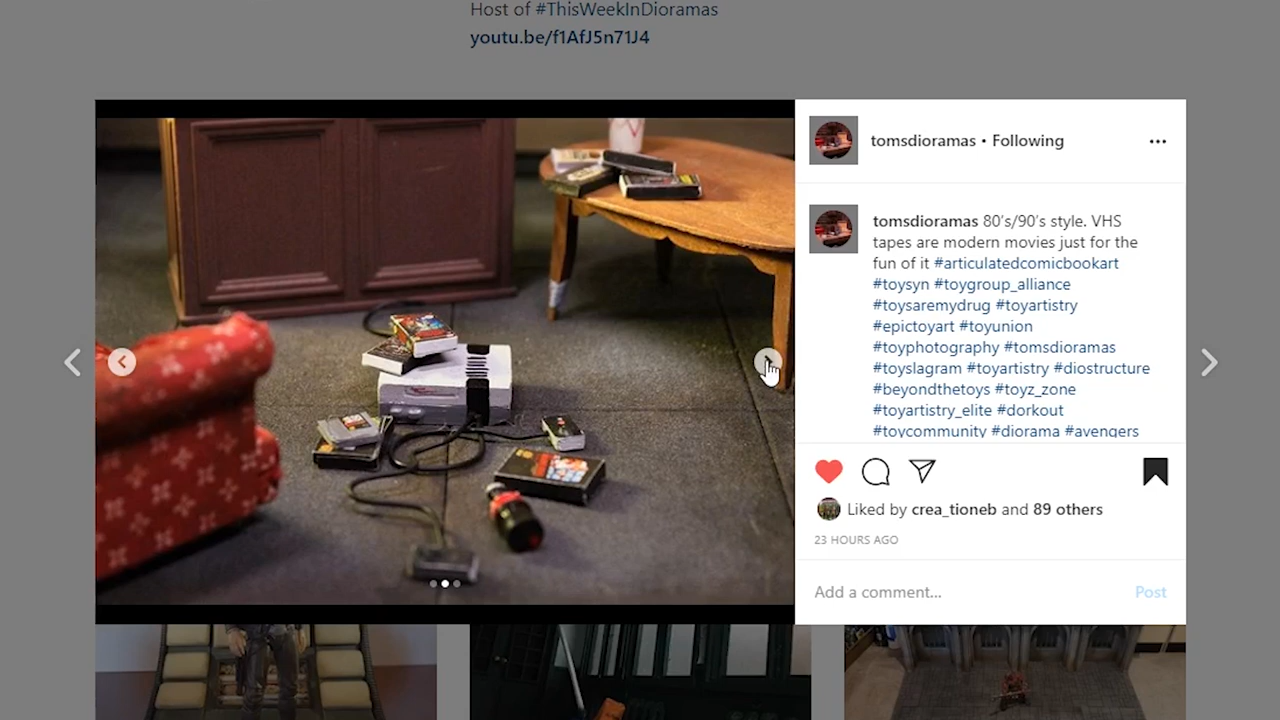 Host of #ThisWeekInDioramas
youtu.be/f1AfJ5n71J4
tomsdioramas • Following
tomsdioramas 80's/90's style. VHS
tapes are modern movies just for the
fun of it #articulatedcomicbookart
#toysyn #toygroup_alliance
#toysaremydrug #toyartistry
#epictoyart #toyunion
#toyphotography #tomsdioramas
#toyslagram #toyartistry #diostructure
#beyondthetoys #toyz_zone
#toyartistry_elite #dorkout
#toycommunity #diorama #avengers
Liked by crea_tioneb and 89 others
23 HOURS AGO
Add a comment...
Post